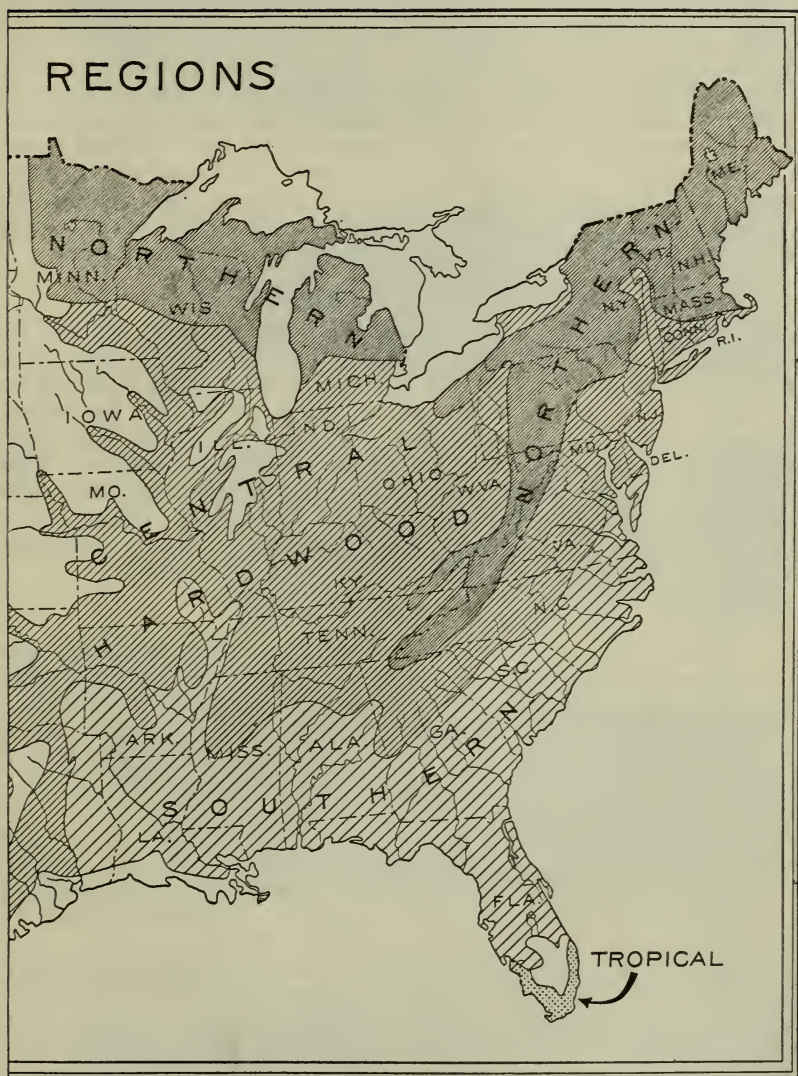 REGIONS
NORTHERN
MINN.
WIS.
MICH.
NORTHERN
ME.
VT.
N.H.
N.Y.
MASS.
CONN.
R.I.
N.J.
MD.
DEL.
IOWA
ILL.
IND.
OHIO
W.VA.
MO.
CENTRAL
HARDWOOD
KY.
VA.
TENN.
N.C.
S.C.
ARK.
MISS.
ALA.
GA.
SOUTHERN
LA.
FLA.
TROPICAL